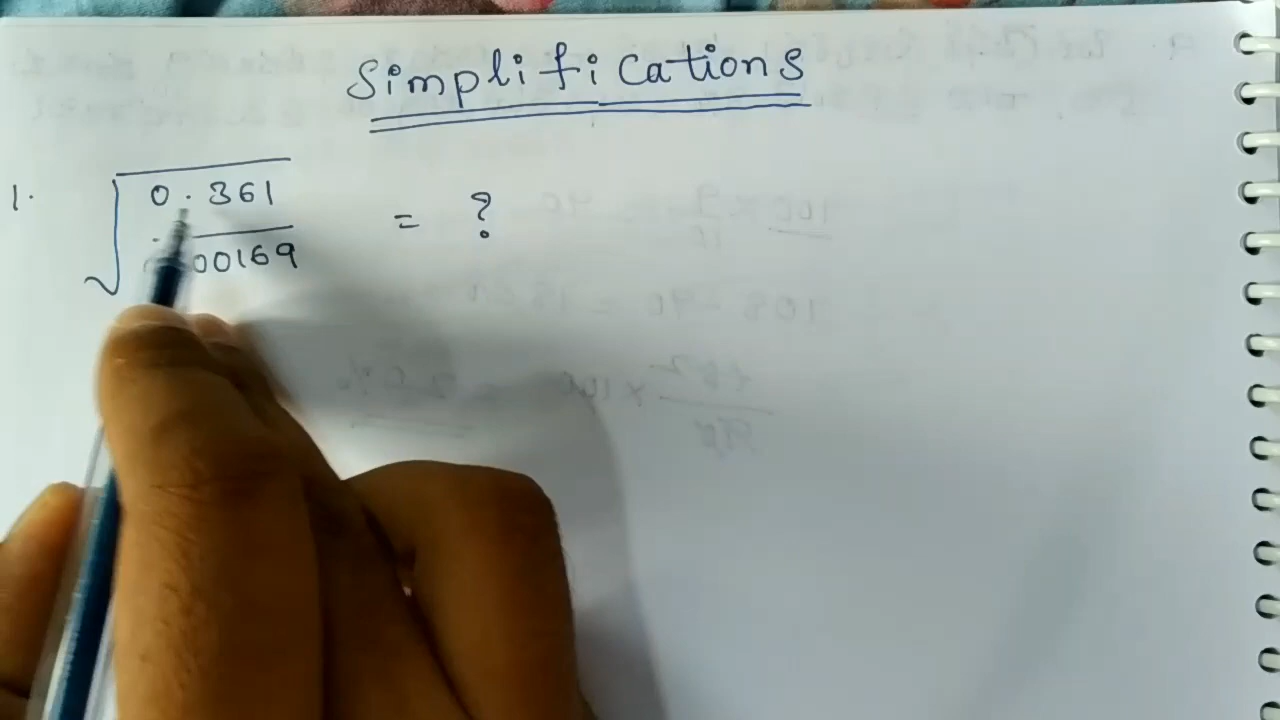 Simplifications
1. √ 0.361 = ?
00169